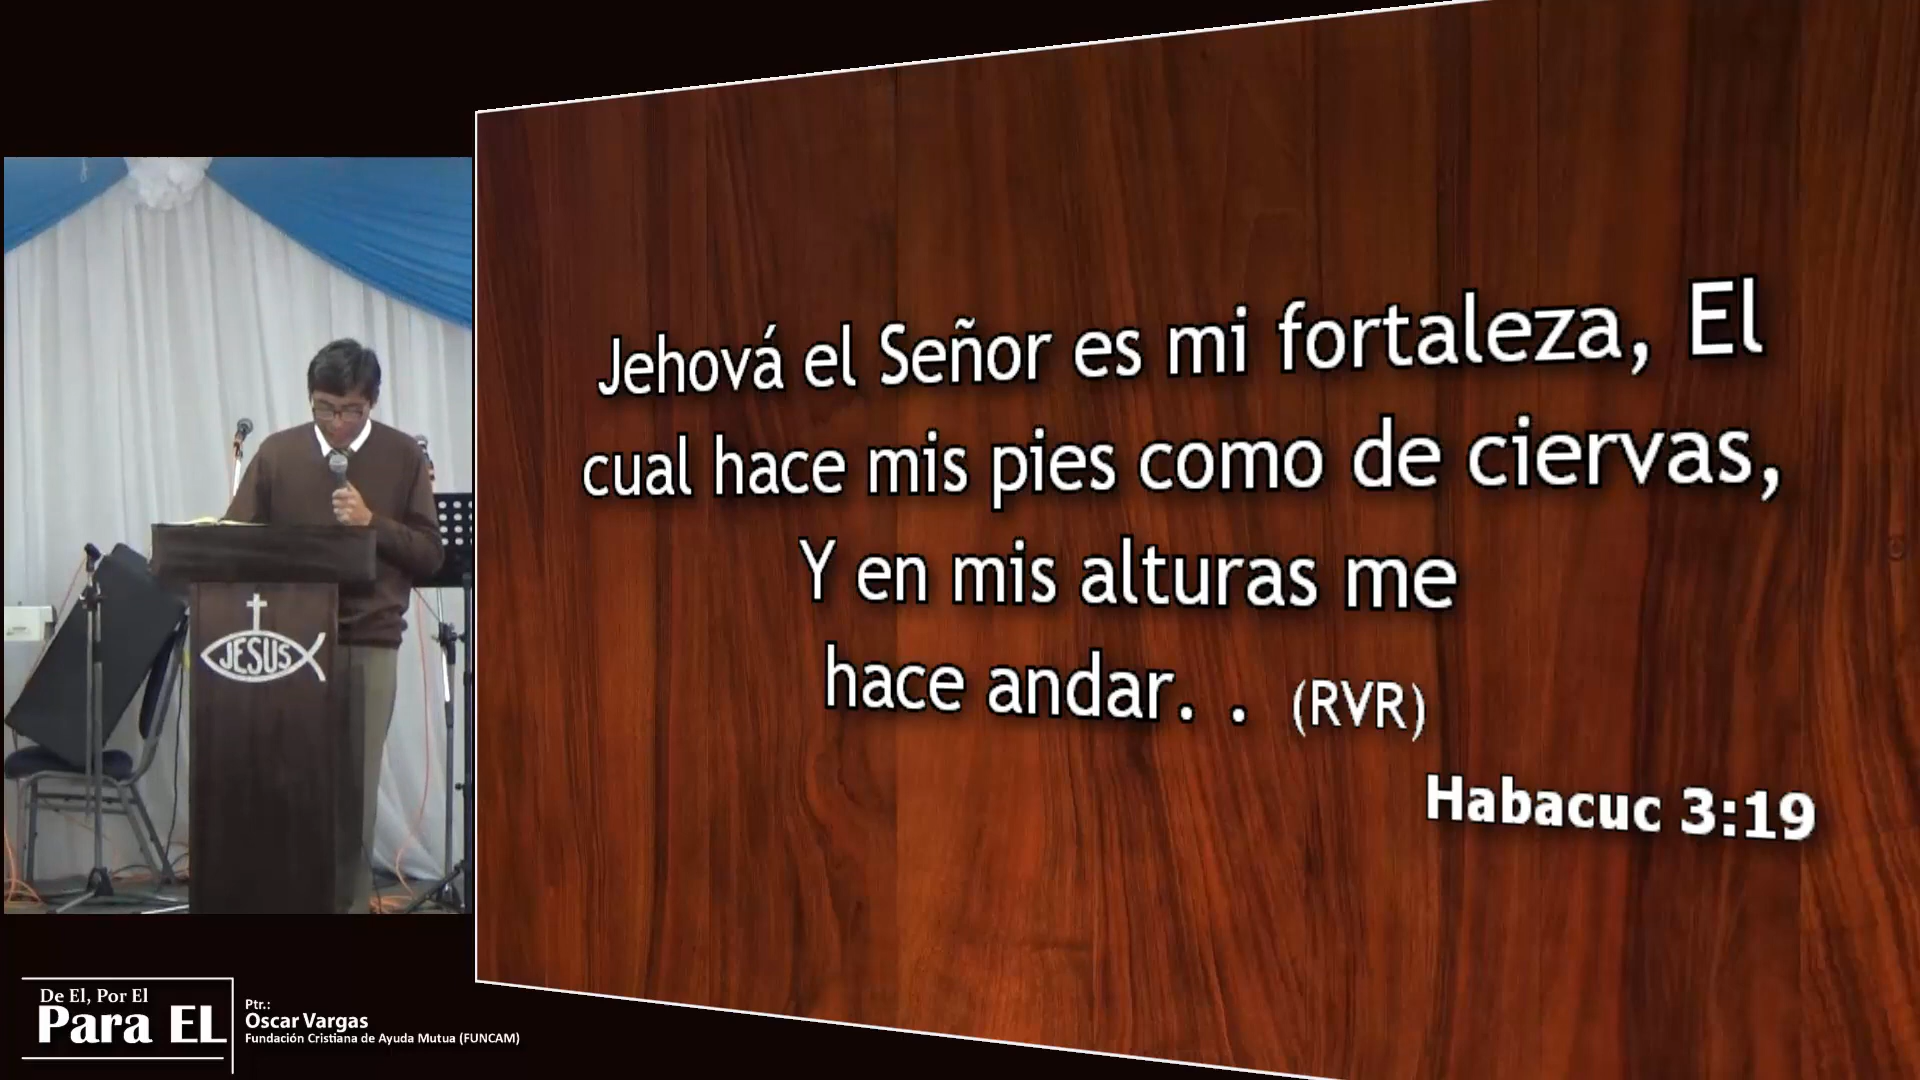 Jehová el Señor es mi fortaleza, El
cual hace mis pies como de ciervas,
Y en mis alturas me
hace andar. . (RVR)
Habacuc 3:19
JESUS
De El, Por El
Para EL
Ptr.:
Oscar Vargas
Fundación Cristiana de Ayuda Mutua (FUNCAM)